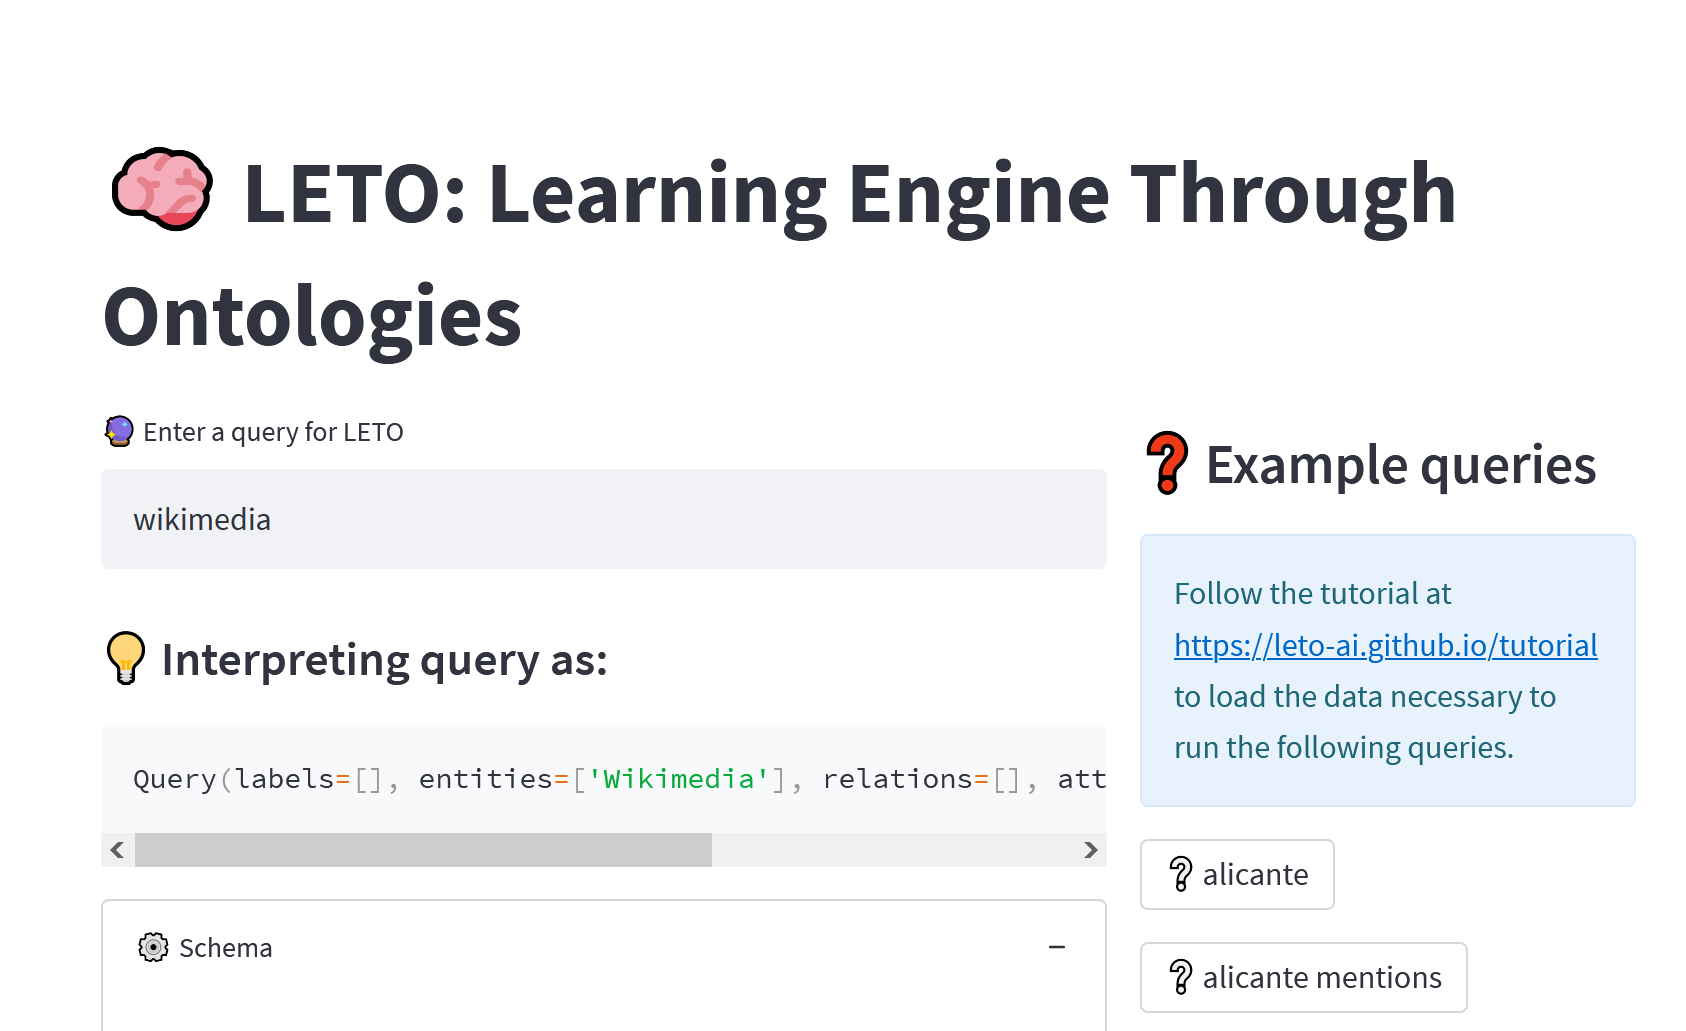 LETO: Learning Engine Through
Ontologies
Enter a query for LETO
wikimedia
Interpreting query as:
Query(labels=[], entities=['Wikimedia'], relations=[], att
Schema
Example queries
Follow the tutorial at
https://leto-ai.github.io/tutorial
to load the data necessary to
run the following queries.
alicante
alicante mentions